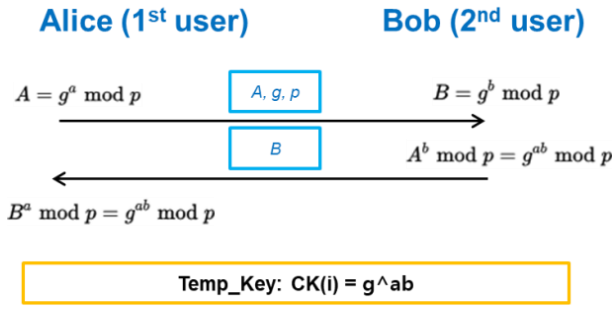 Alice (1st user)
Bob (2nd user)
A = g^a mod p
A, g, p
B = g^b mod p
B
A^b mod p = g^{ab} mod p
B^a mod p = g^{ab} mod p
Temp_Key: CK(i) = g^ab